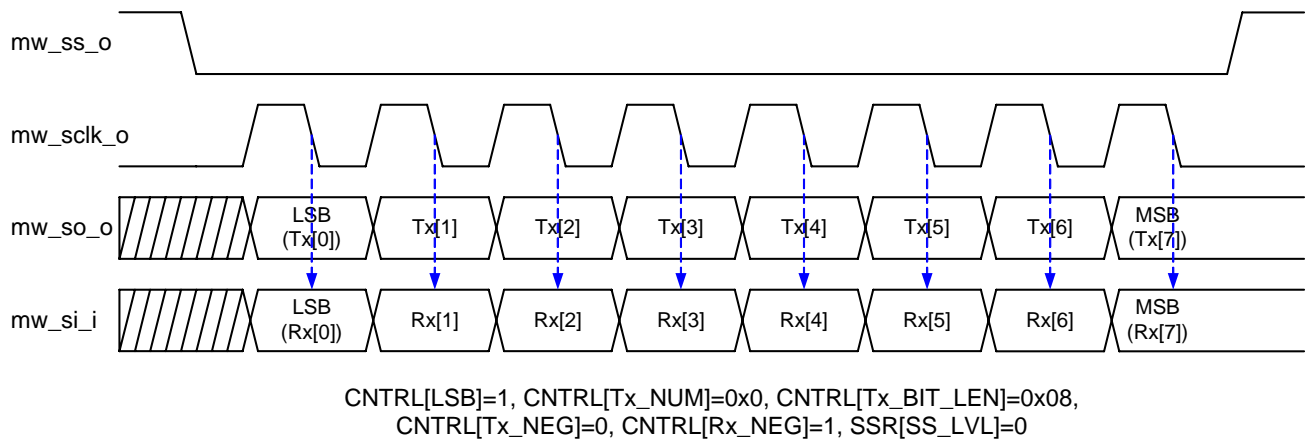 mw_ss_o
mw_sclk_o
mw_so_o
LSB
(Tx[0])
Tx[1]
Tx[2]
Tx[3]
Tx[4]
Tx[5]
Tx[6]
MSB
(Tx[7])
mw_si_i
LSB
(Rx[0])
Rx[1]
Rx[2]
Rx[3]
Rx[4]
Rx[5]
Rx[6]
MSB
(Rx[7])
CNTRL[LSB]=1, CNTRL[Tx_NUM]=0x0, CNTRL[Tx_BIT_LEN]=0x08,
CNTRL[Tx_NEG]=0, CNTRL[Rx_NEG]=1, SSR[SS_LVL]=0